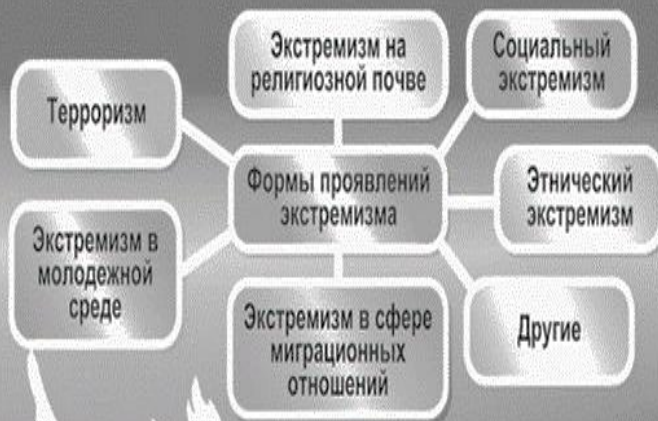 Экстремизм на
религиозной почве
Социальный
экстремизм
Терроризм
Формы проявлений
экстремизма
Этнический
экстремизм
Экстремизм в
молодежной
среде
Экстремизм в сфере
миграционных
отношений
Другие